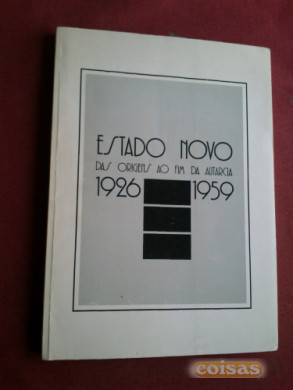 ESTADO NOVO
DAS ORIGENS AO FIM DA AUTARCIA
1926 1959
coisas